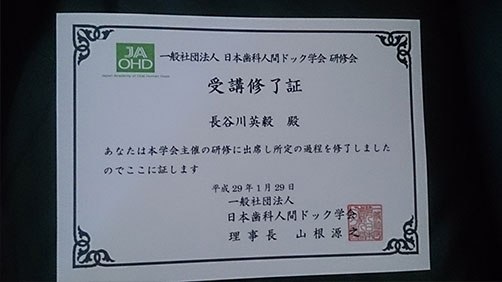 JA
OHD
Japan Academy of Oral Human Dock
一般社団法人 日本歯科人間ドック学会 研修会
受講修了証
長谷川英毅 殿
あなたは本学会主催の研修に出席し所定の過程を修了しました
のでここに証します
平成29年1月29日
一般社団法人
日本歯科人間ドック学会
理事長 山根源之